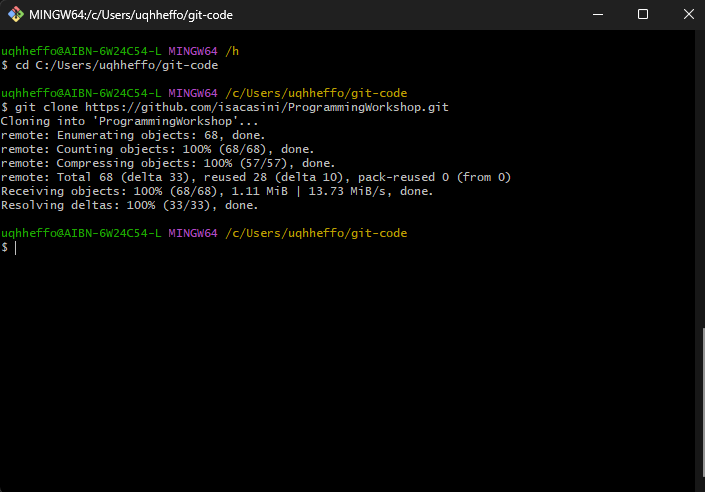 MINGW64:/c/Users/uqhheffo/git-code
uqhheffo@AIBN-6W24C54-L MINGW64 /h
$ cd C:/Users/uqhheffo/git-code
uqhheffo@AIBN-6W24C54-L MINGW64 /c/Users/uqhheffo/git-code
$ git clone https://github.com/isacasini/ProgrammingWorkshop.git
Cloning into 'ProgrammingWorkshop'...
remote: Enumerating objects: 68, done.
remote: Counting objects: 100% (68/68), done.
remote: Compressing objects: 100% (57/57), done.
remote: Total 68 (delta 33), reused 28 (delta 10), pack-reused 0 (from 0)
Receiving objects: 100% (68/68), 1.11 MiB | 13.73 MiB/s, done.
Resolving deltas: 100% (33/33), done.
uqhheffo@AIBN-6W24C54-L MINGW64 /c/Users/uqhheffo/git-code
$